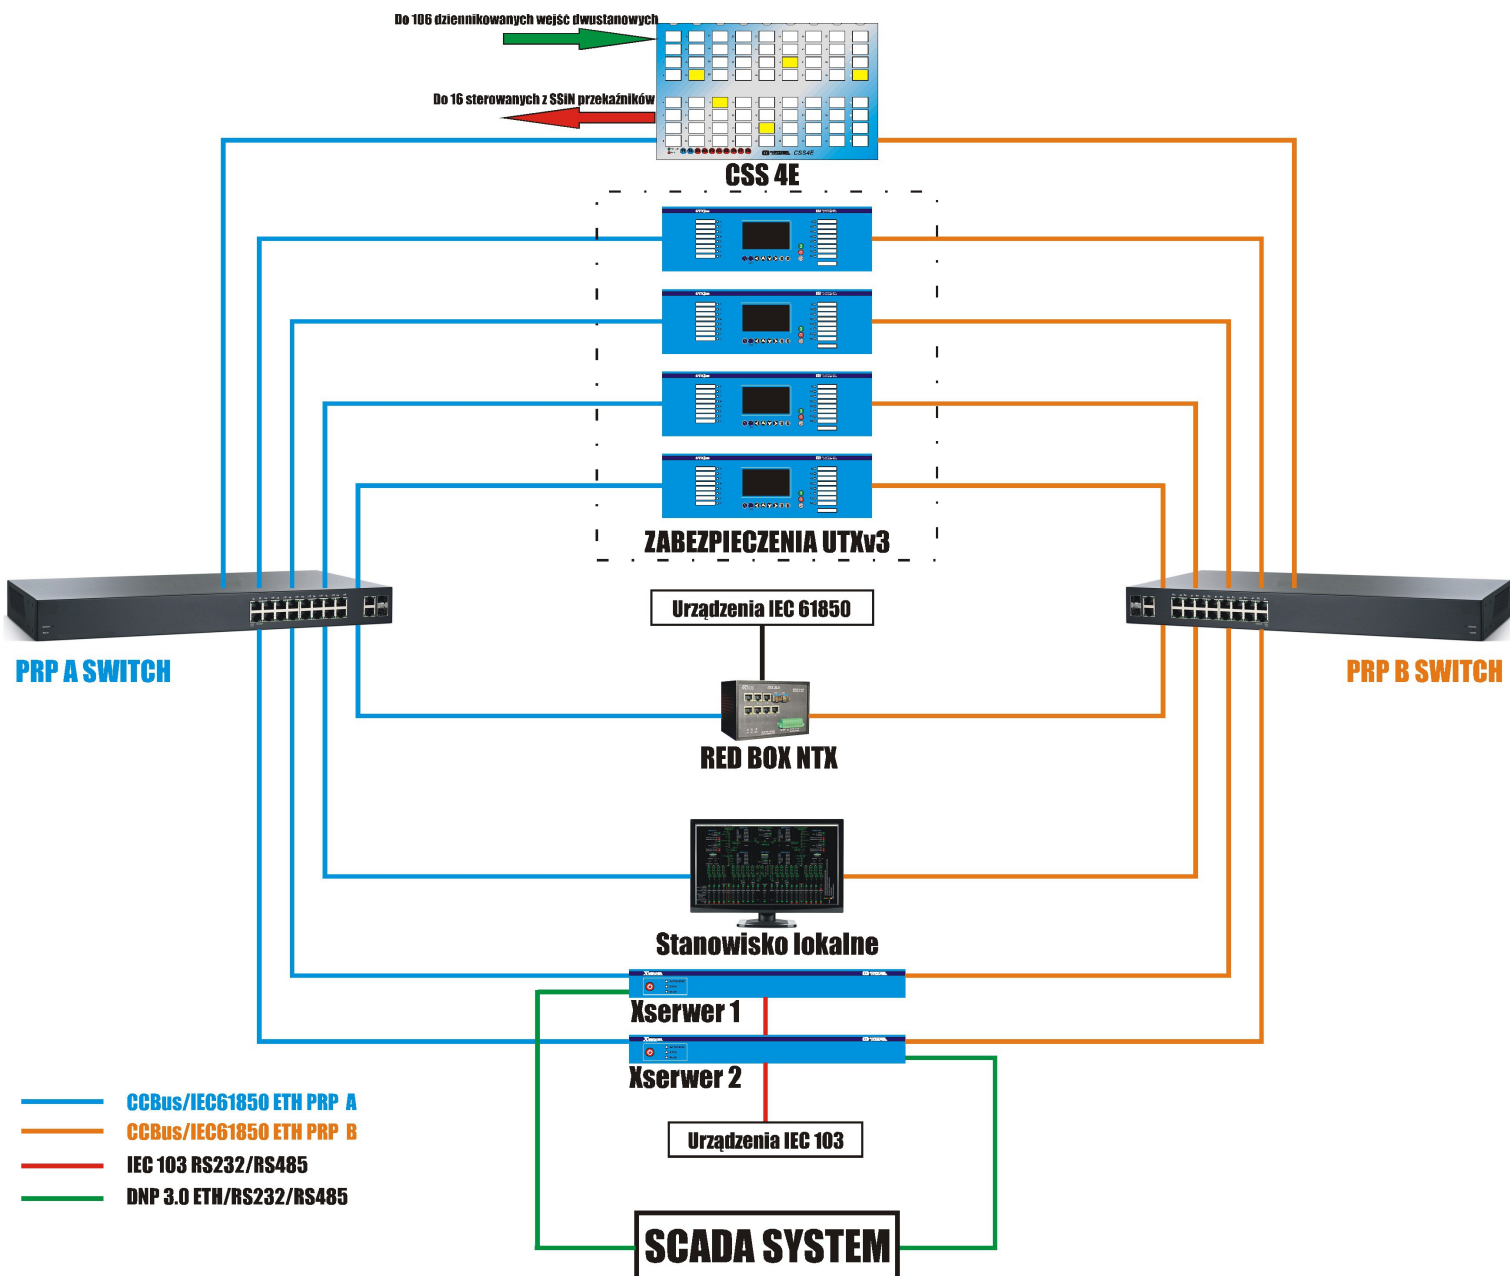 Do 106 dziennikowanych wejść dwustanowych
Do 16 sterowanych z SSiN przekaźników
CSS4E
CSS 4E
ZABEZPIECZENIA UTXv3
Urządzenia IEC 61850
PRP A SWITCH
PRP B SWITCH
RED BOX NTX
Stanowisko lokalne
Xserwer 1
Xserwer 2
CCBus/IEC61850 ETH PRP A
CCBus/IEC61850 ETH PRP B
IEC 103 RS232/RS485
DNP 3.0 ETH/RS232/RS485
Urządzenia IEC 103
SCADA SYSTEM